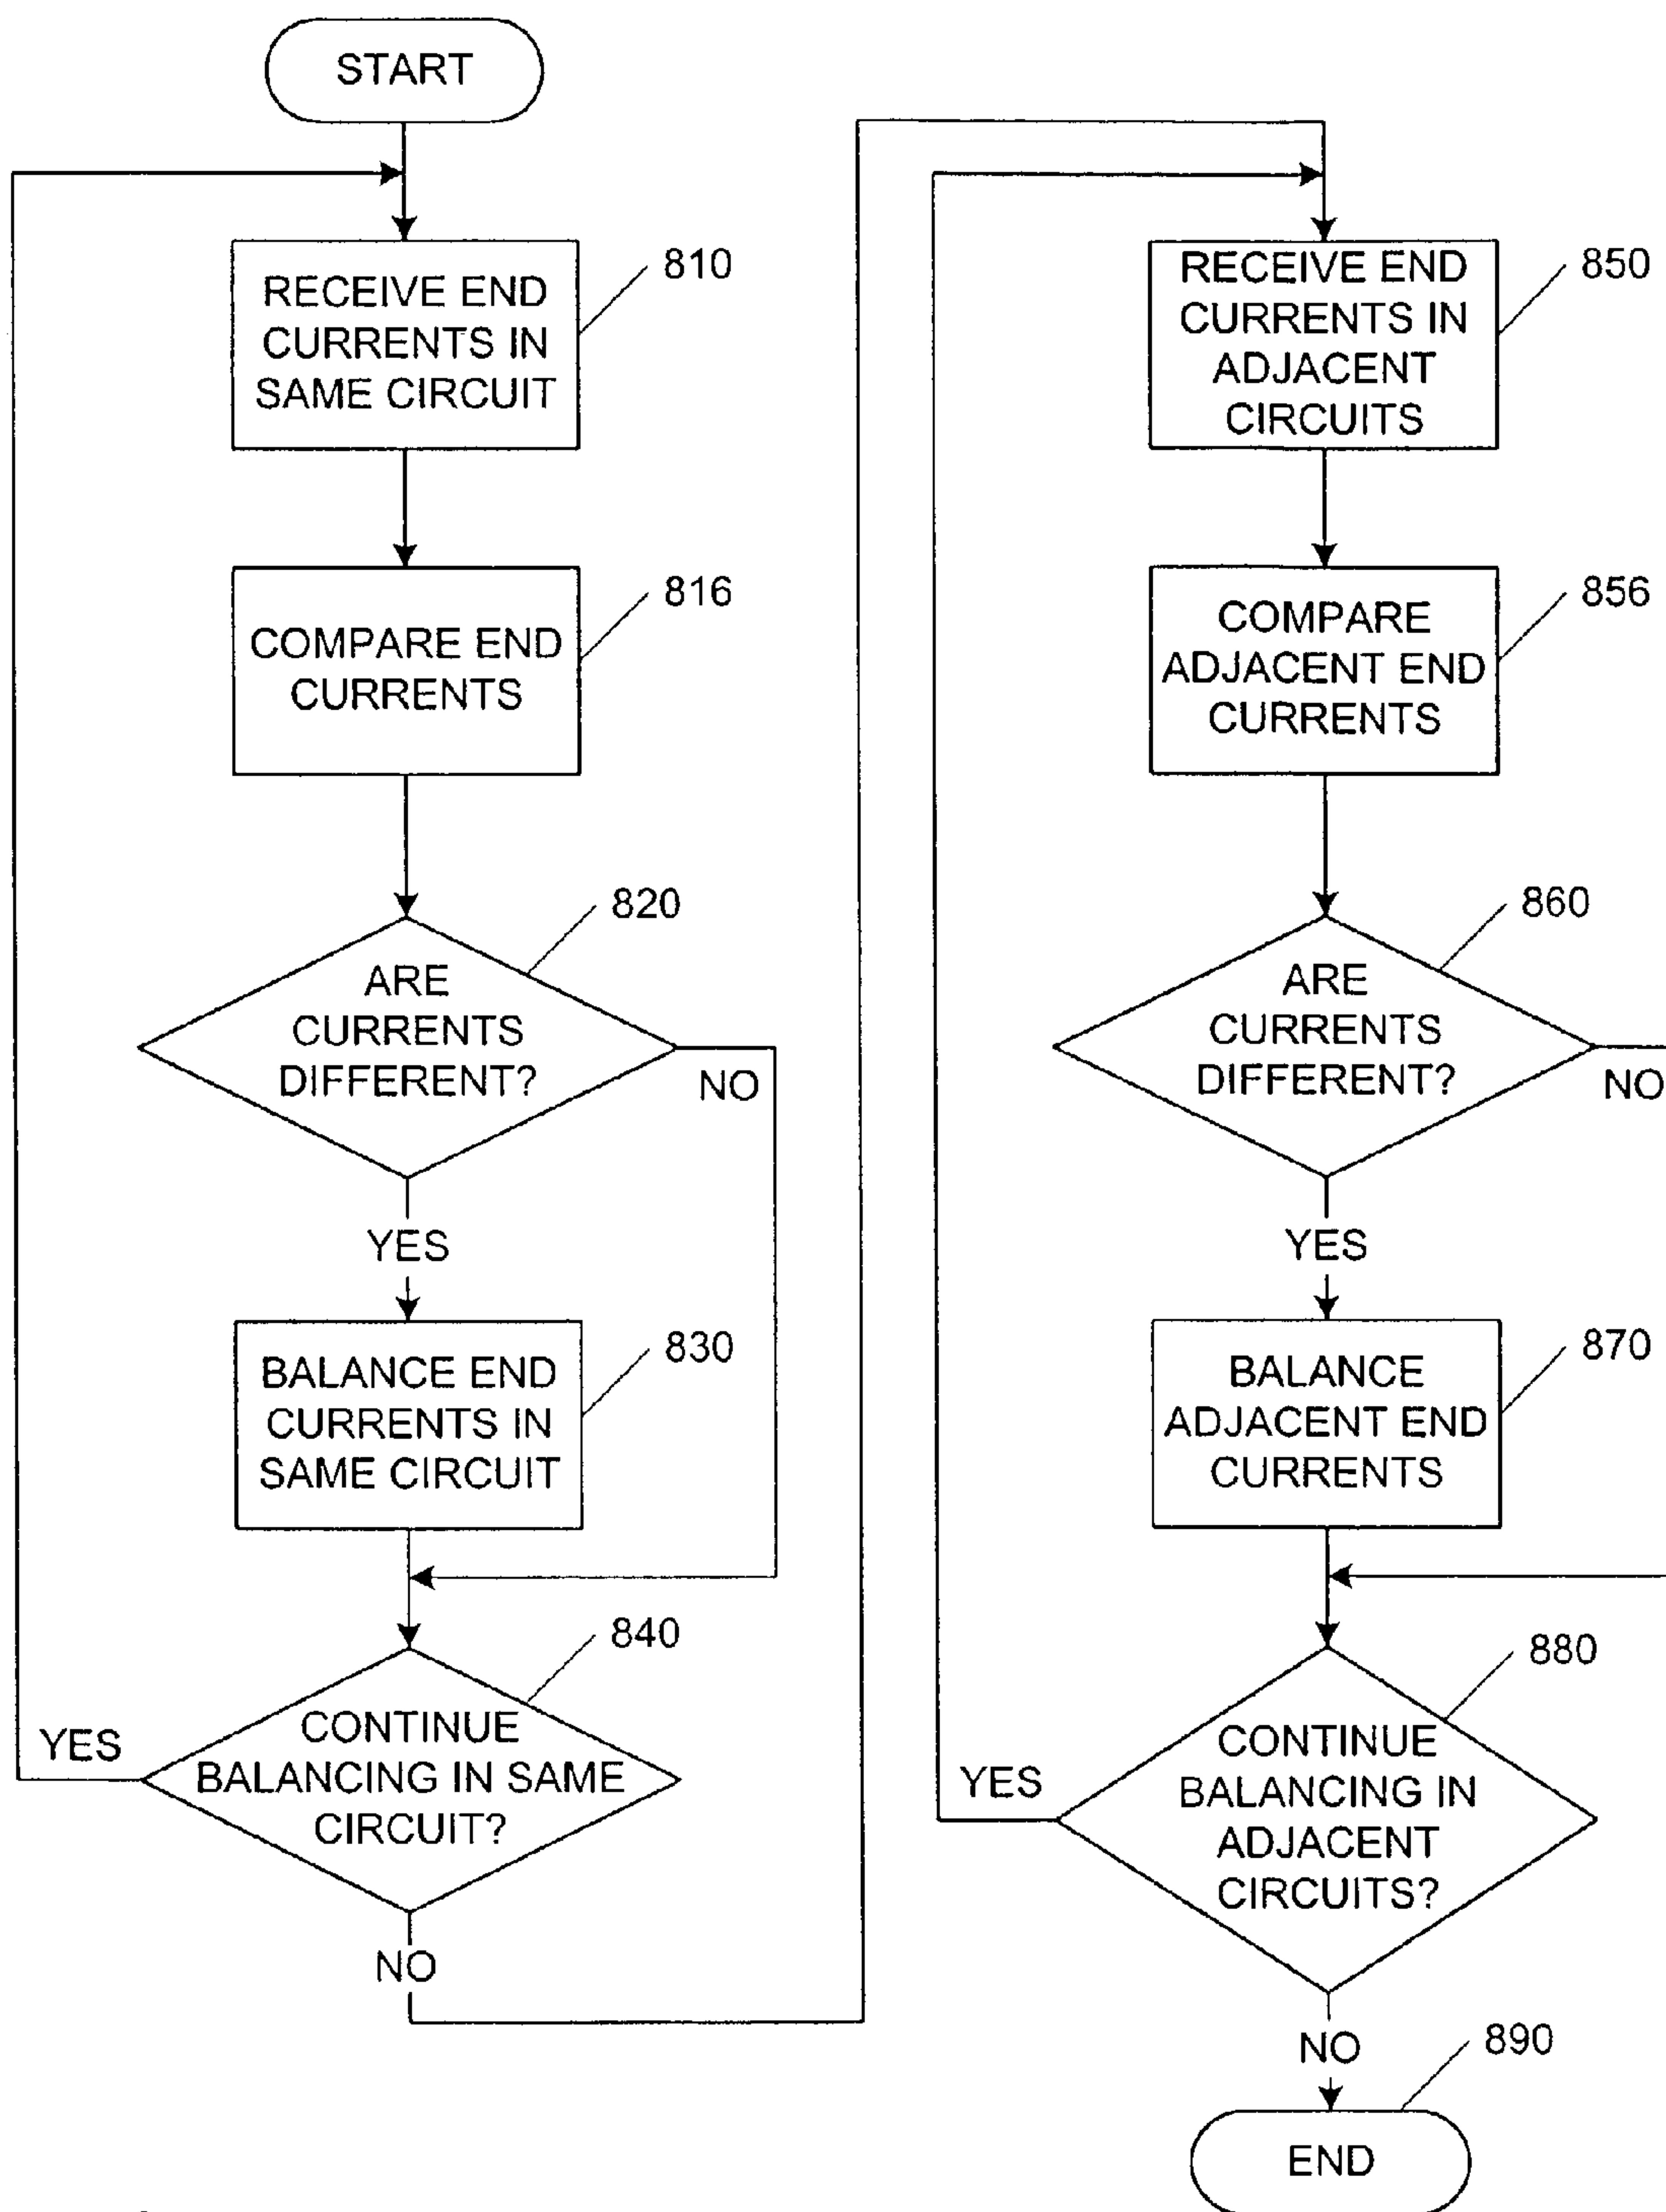 START
RECEIVE END
CURRENTS IN
SAME CIRCUIT
810
COMPARE END
CURRENTS
816
ARE
CURRENTS
DIFFERENT?
820
NO
YES
BALANCE END
CURRENTS IN
SAME CIRCUIT
830
CONTINUE
BALANCING IN SAME
CIRCUIT?
840
YES
NO
RECEIVE END
CURRENTS IN
ADJACENT
CIRCUITS
850
COMPARE
ADJACENT END
CURRENTS
856
ARE
CURRENTS
DIFFERENT?
860
NO
YES
BALANCE
ADJACENT END
CURRENTS
870
CONTINUE
BALANCING IN
ADJACENT
CIRCUITS?
880
YES
NO
890
END